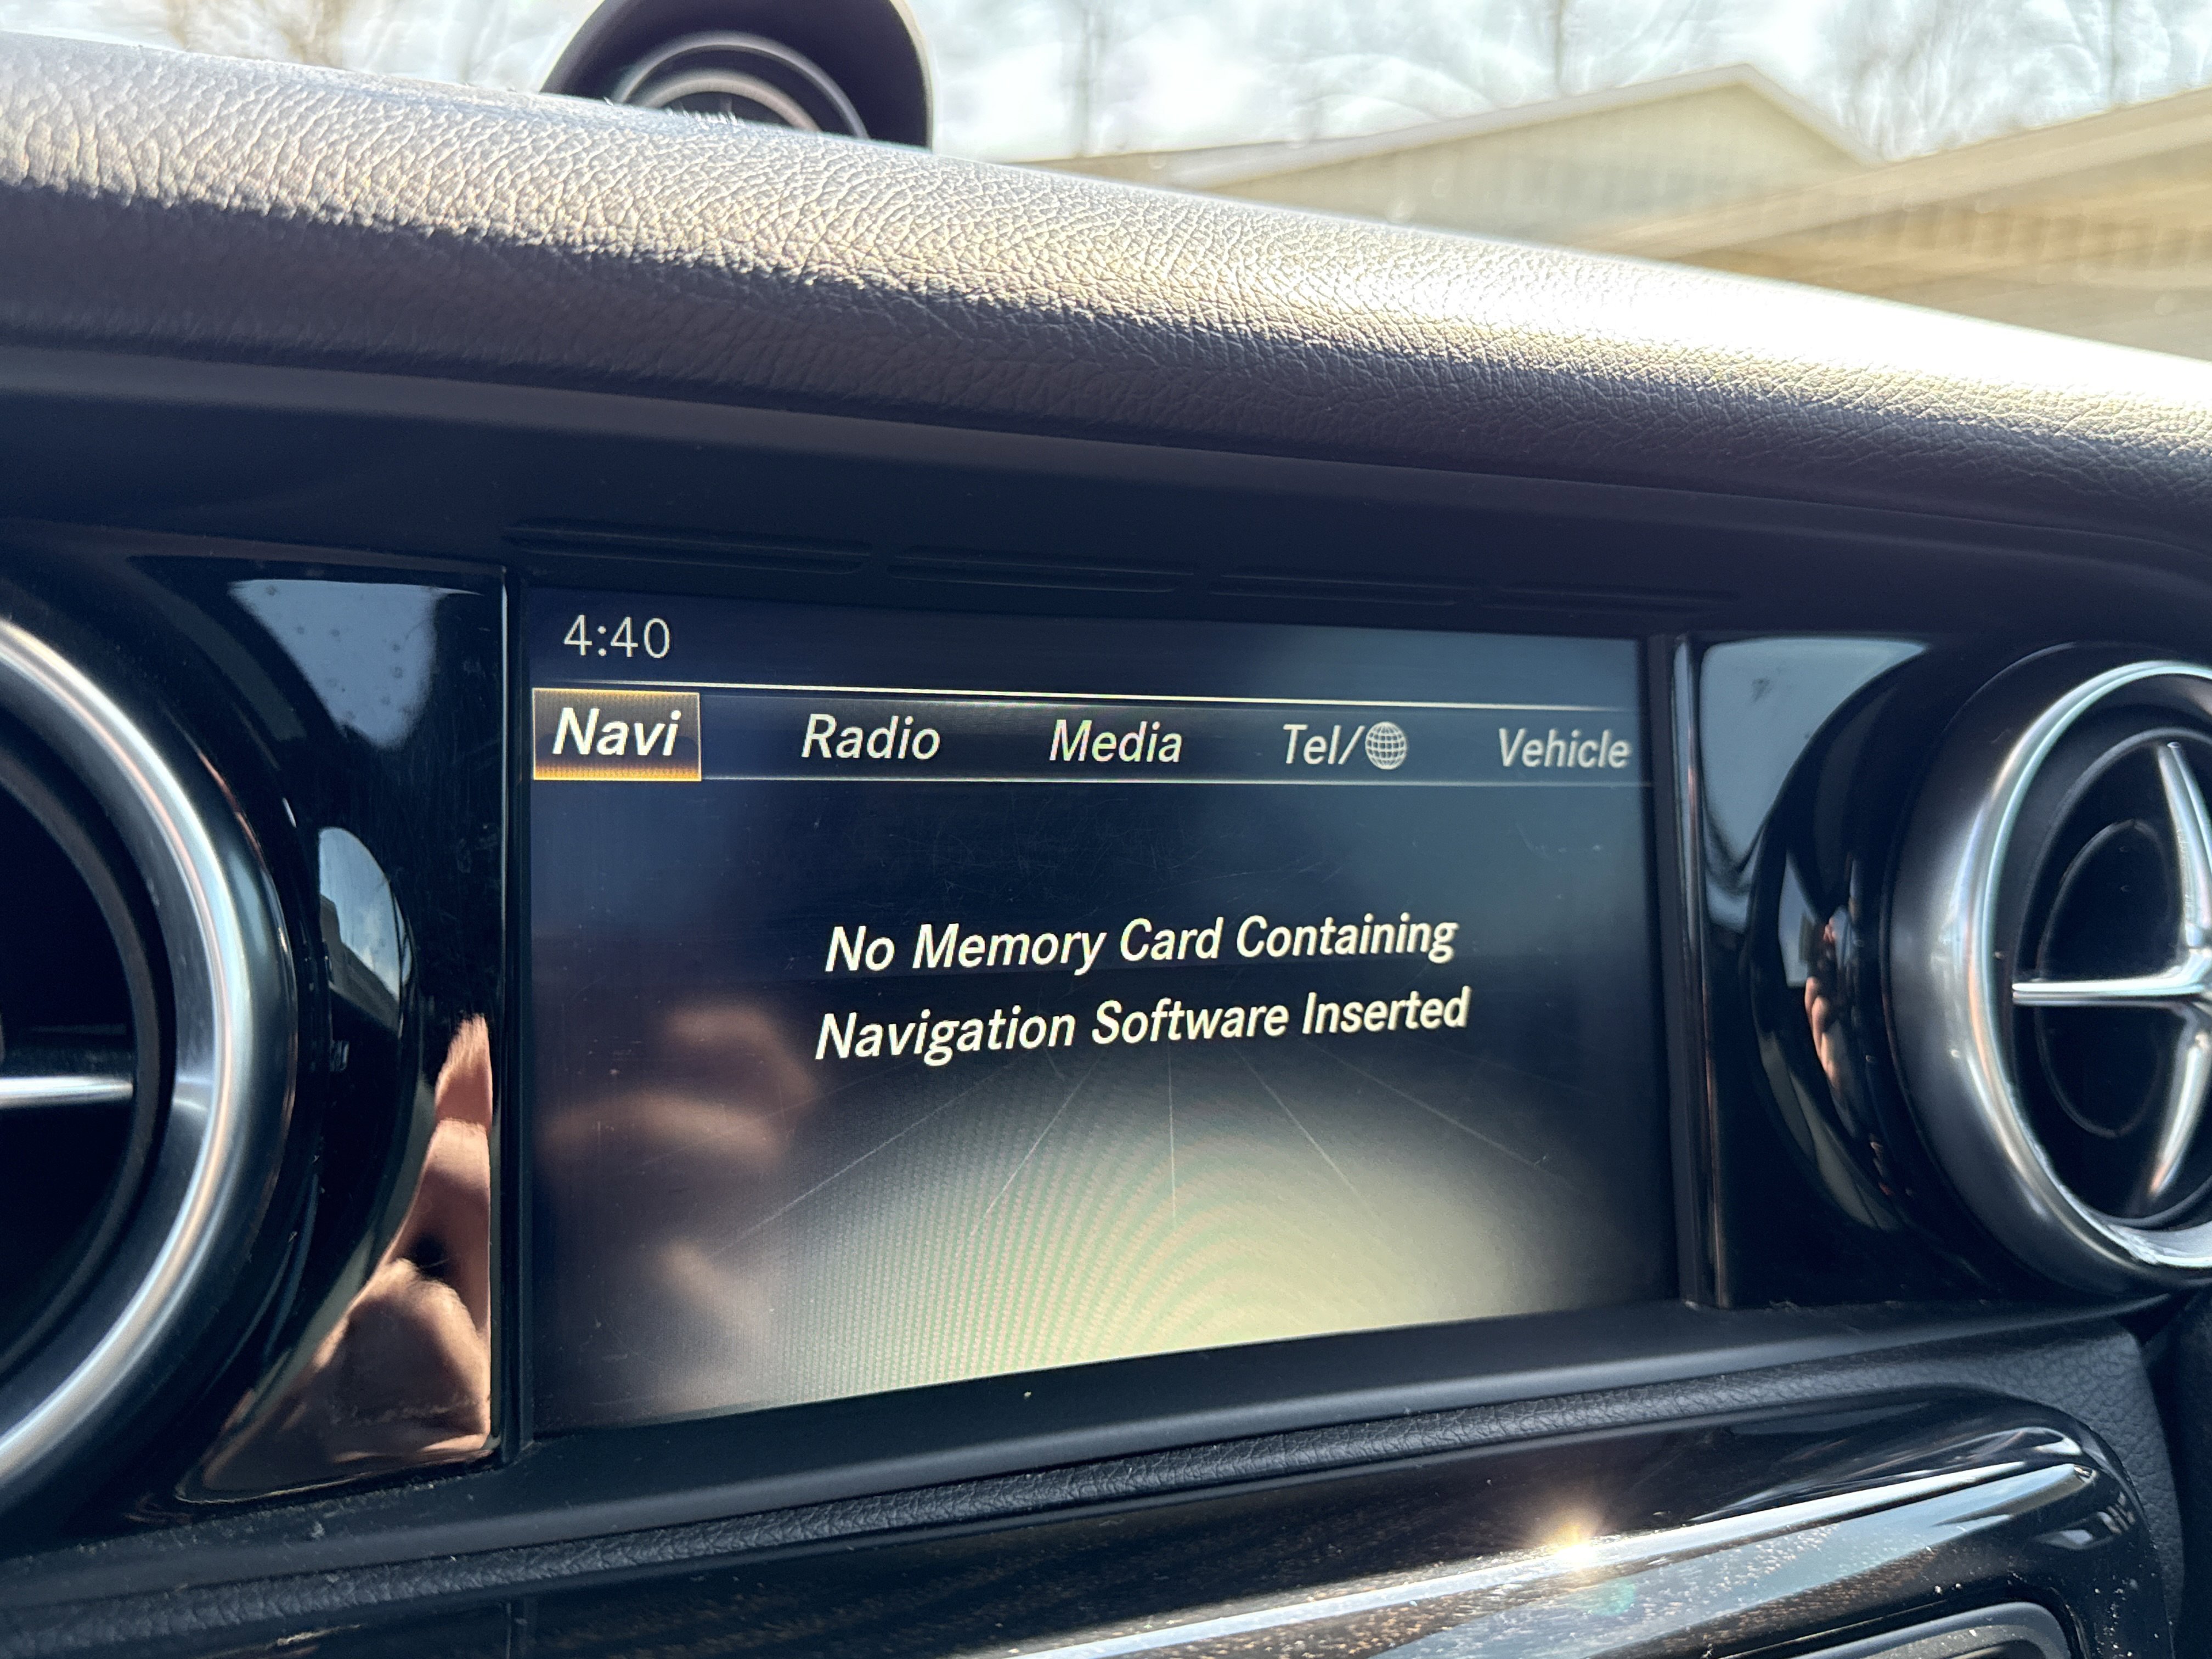 4:40
Navi Radio Media Tel/ Vehicle
No Memory Card Containing
Navigation Software Inserted